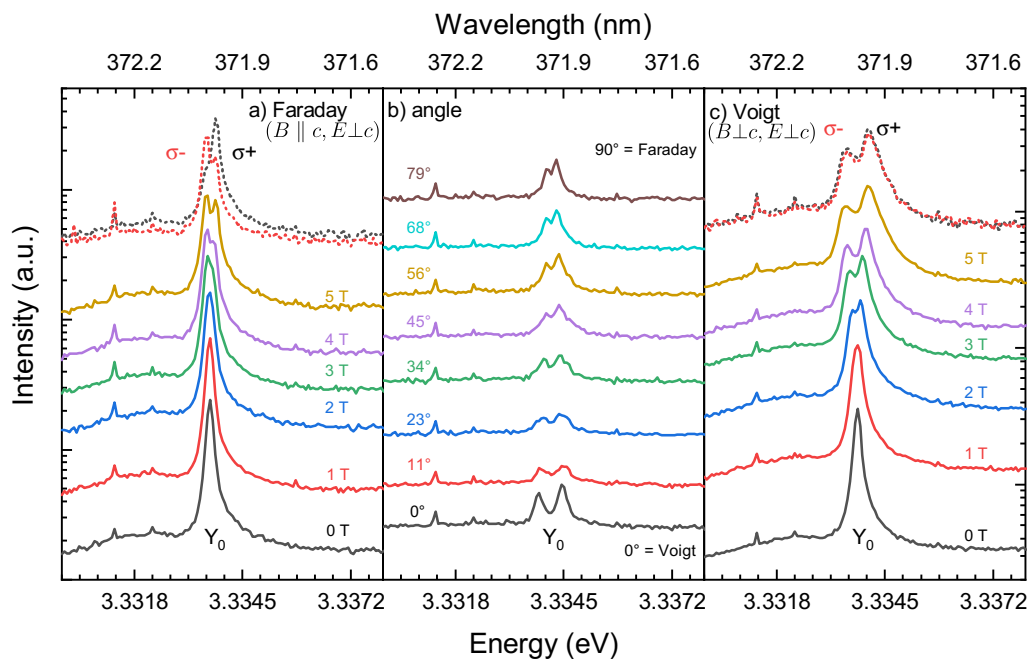 Wavelength (nm)
372.2 371.9 371.6 372.2 371.9 371.6 372.2 371.9 371.6
Intensity (a.u.)
a) Faraday
(B ∥ c, E⊥c)
σ- σ+
5 T
4 T
3 T
2 T
1 T
0 T
Y₀
b) angle
90° = Faraday
79°
68°
56°
45°
34°
23°
11°
0°
Y₀
0° = Voigt
c) Voigt
(B⊥c, E⊥c)
σ- σ+
5 T
4 T
3 T
2 T
1 T
0 T
Y₀
3.3318 3.3345 3.3372 3.3318 3.3345 3.3372 3.3318 3.3345 3.3372
Energy (eV)